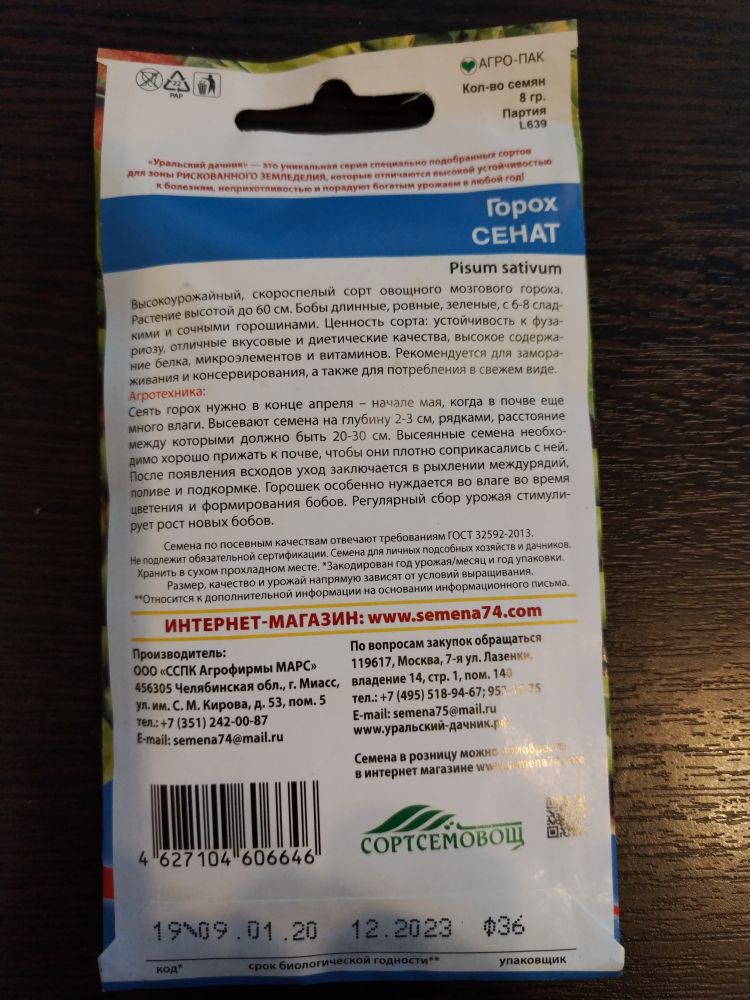 22
PAP
АГРО-ПАК
Кол-во семян
8 гр.
Партия
L639
«Уральский дачник» — это уникальная серия специально подобранных сортов
для зоны РИСКОВАННОГО ЗЕМЛЕДЕЛИЯ, которые отличаются высокой устойчивостью
к болезням, неприхотливостью и порадуют богатым урожаем в любой год!
Горох
СЕНАТ
Pisum sativum
Высокоурожайный, скороспелый сорт овощного мозгового гороха.
Растение высотой до 60 см. Бобы длинные, ровные, зеленые, с 6-8 слад-
кими и сочными горошинами. Ценность сорта: устойчивость к фуза-
риозу, отличные вкусовые и диетические качества, высокое содержа-
ние белка, микроэлементов и витаминов. Рекомендуется для замора-
живания и консервирования, а также для потребления в свежем виде.
Агротехника:
Сеять горох нужно в конце апреля – начале мая, когда в почве еще
много влаги. Высевают семена на глубину 2-3 см, рядками, расстояние
между которыми должно быть 20-30 см. Высеянные семена необхо-
димо хорошо прижать к почве, чтобы они плотно соприкасались с ней.
После появления всходов уход заключается в рыхлении междурядий,
поливе и подкормке. Горошек особенно нуждается во влаге во время
цветения и формирования бобов. Регулярный сбор урожая стимули-
рует рост новых бобов.
Семена по посевным качествам отвечают требованиям ГОСТ 32592-2013.
Не подлежит обязательной сертификации. Семена для личных подсобных хозяйств и дачников.
Хранить в сухом прохладном месте. *Закодирован год урожая/месяц и год упаковки.
Размер, качество и урожай напрямую зависят от условий выращивания.
**Относится к дополнительной информации на основании информационного письма.
ИНТЕРНЕТ-МАГАЗИН: www.semena74.com
Производитель:
ООО «ССПК Агрофирмы МАРС»
456305 Челябинская обл., г. Миасс,
ул. им. С. М. Кирова, д. 53, пом. 5
тел.: +7 (351) 242-00-87
E-mail: semena74@mail.ru
По вопросам закупок обращаться
119617, Москва, 7-я ул. Лазенки,
владение 14, стр. 1, пом. 140
тел.: +7 (495) 518-94-67;
E-mail: semena75@mail.ru
www.уральский-дачник.рф
Семена в розницу можно приобрести
в интернет магазине www.semena74.com
4 627104 606646
СОРТСЕМОВОЩ
19\09.01.20 12.2023 Ф36
код* срок биологической годности** упаковщик